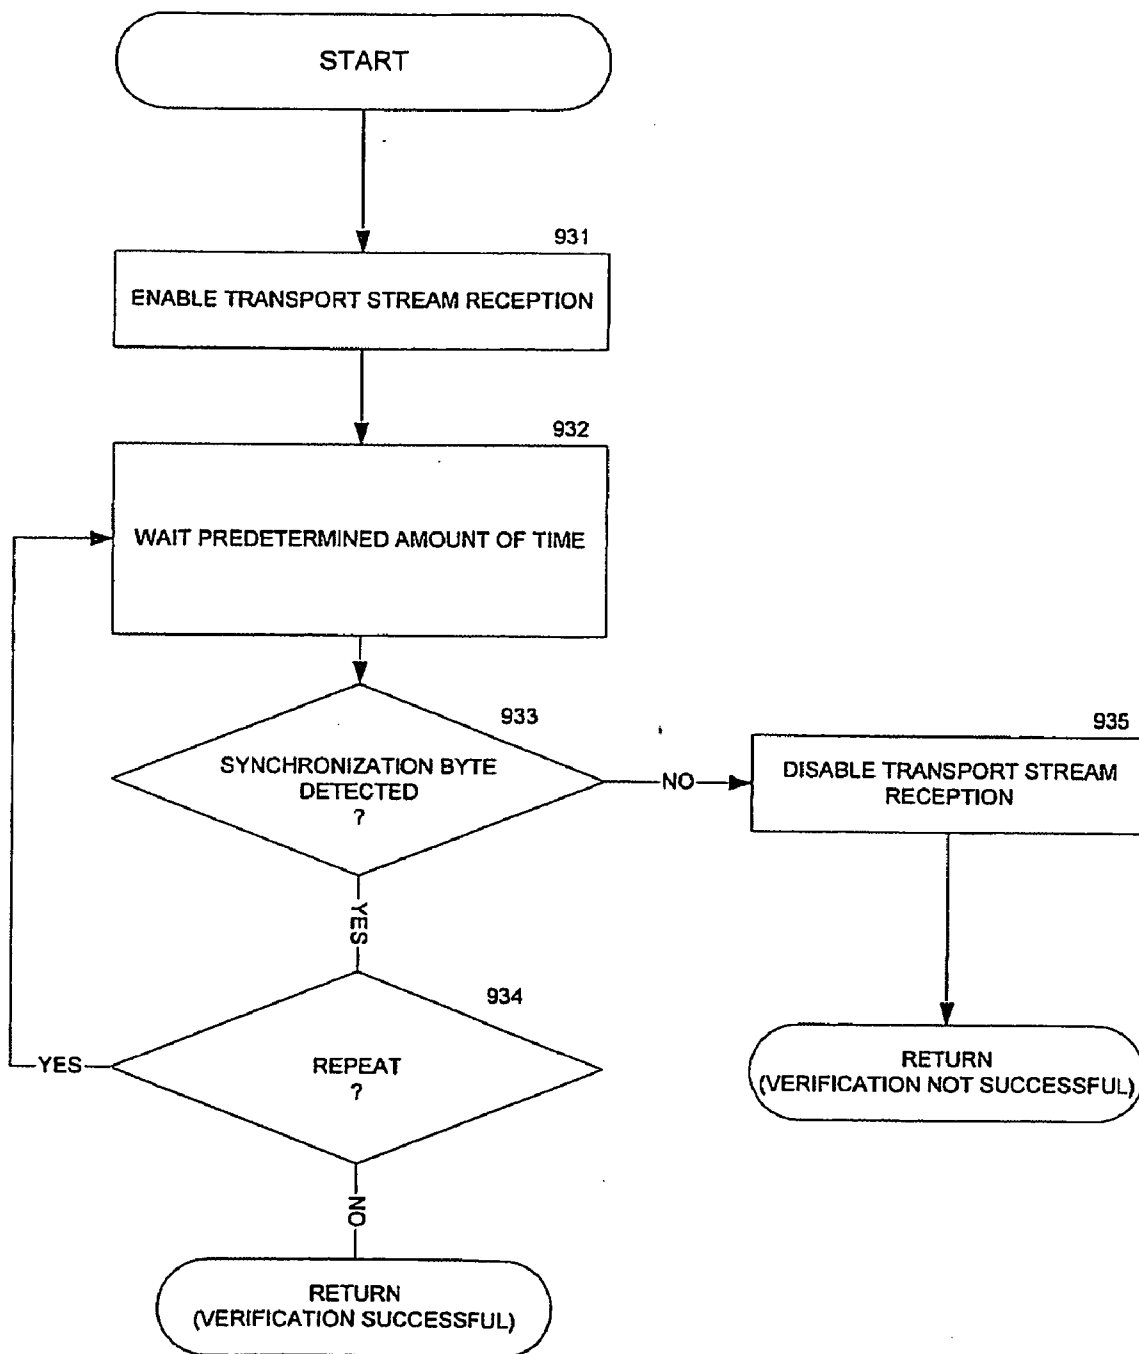 START
931
ENABLE TRANSPORT STREAM RECEPTION
932
WAIT PREDETERMINED AMOUNT OF TIME
933
SYNCHRONIZATION BYTE
DETECTED
?
NO
935
DISABLE TRANSPORT STREAM
RECEPTION
YES
934
REPEAT
?
YES
RETURN
(VERIFICATION NOT SUCCESSFUL)
NO
RETURN
(VERIFICATION SUCCESSFUL)